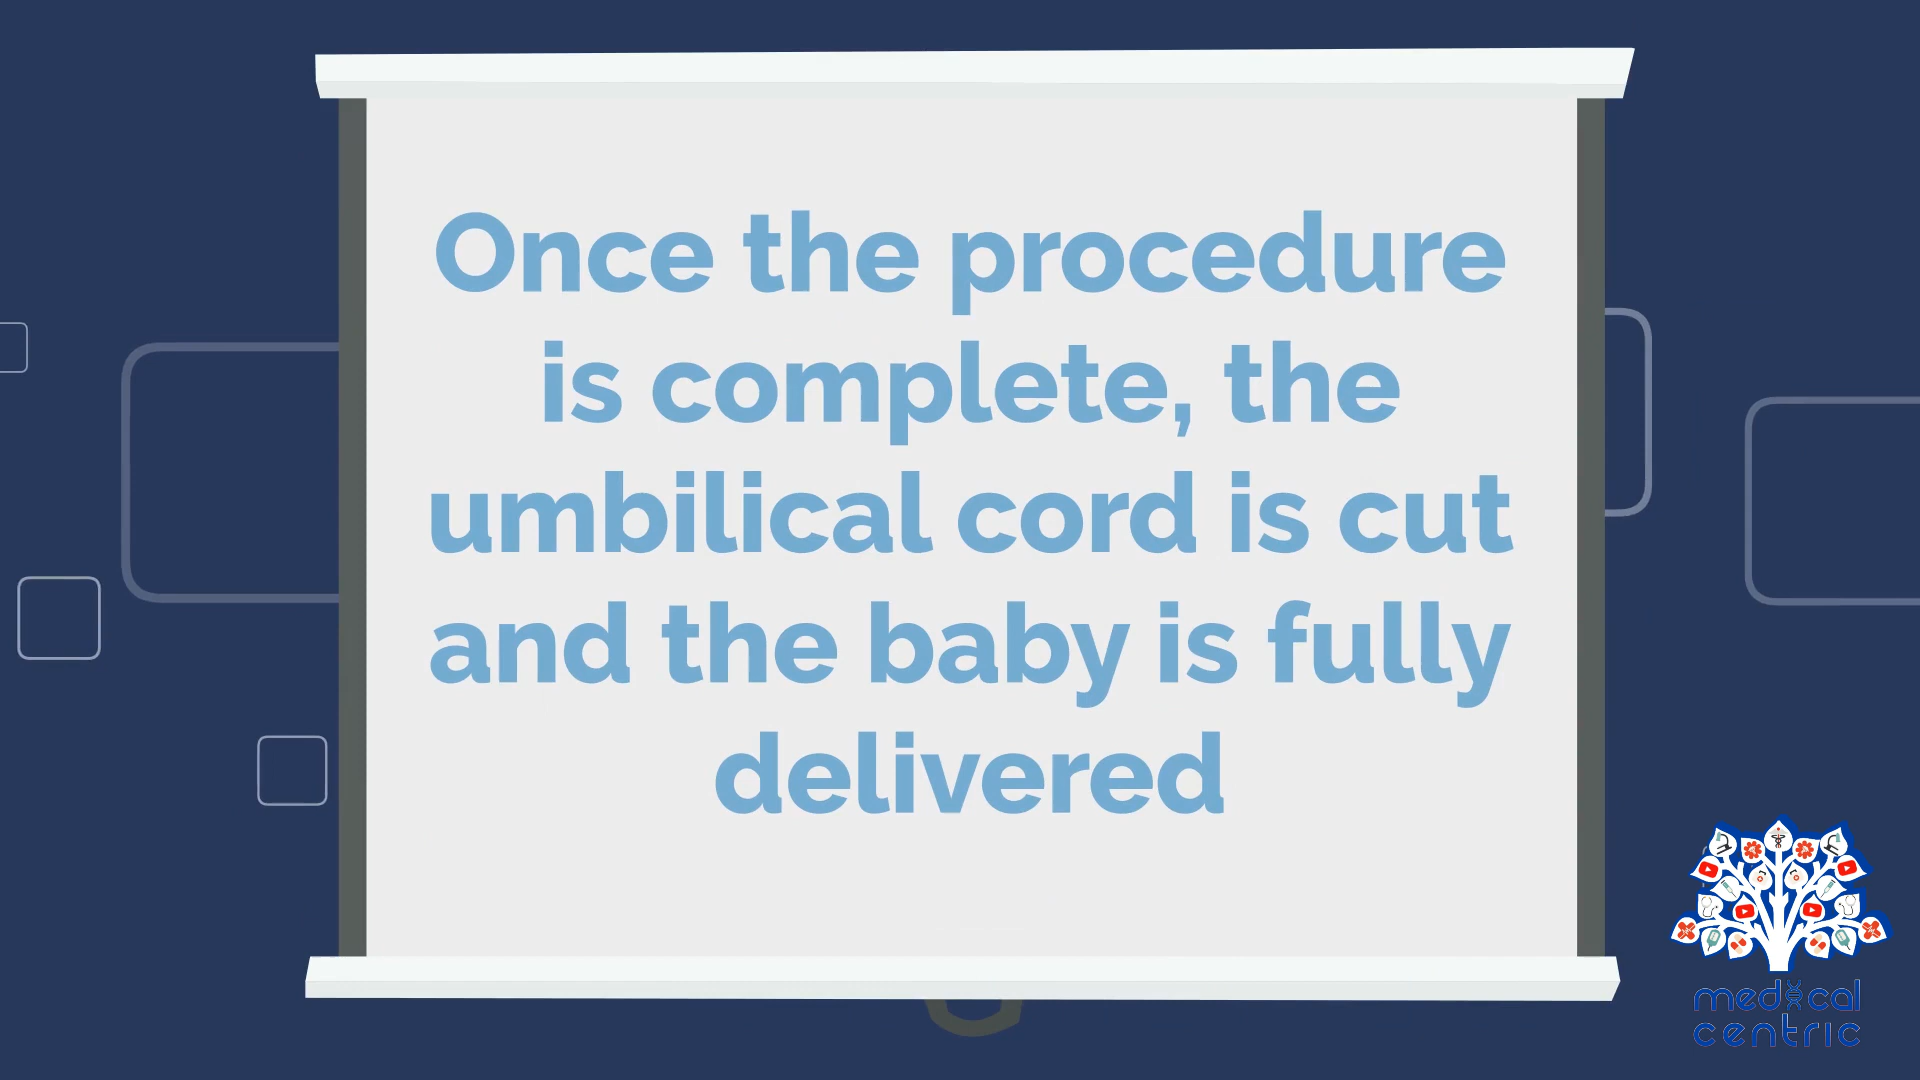 Once the procedure
is complete, the
umbilical cord is cut
and the baby is fully
delivered
medical
centric